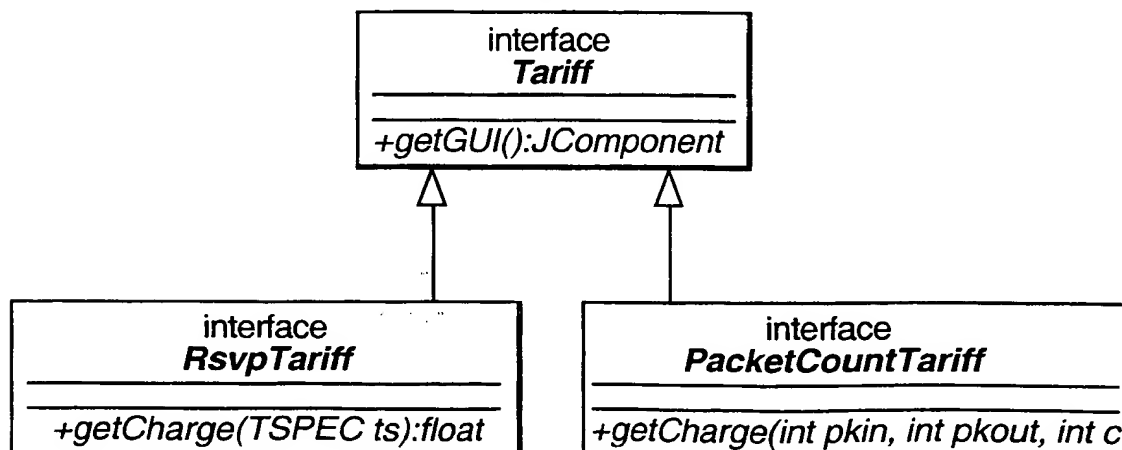 interface
Tariff
+getGUI():JComponent
interface
RsvpTariff
+getCharge(TSPEC ts):float
interface
PacketCountTariff
+getCharge(int pkin, int pkout, int c